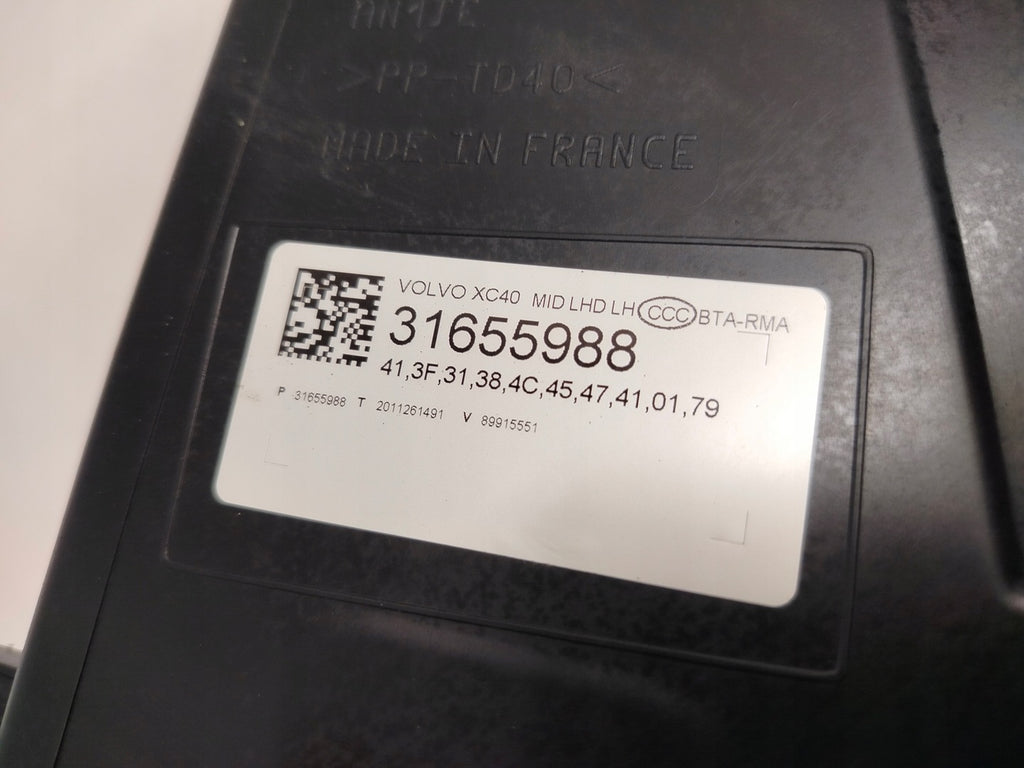 >PP-TD40<
MADE IN FRANCE
VOLVO XC40 MID LHD LH CCC BTA-RMA
31655988
41,3F,31,38,4C,45,47,41,01,79
P 31655988 T 2011261491 V 89915551